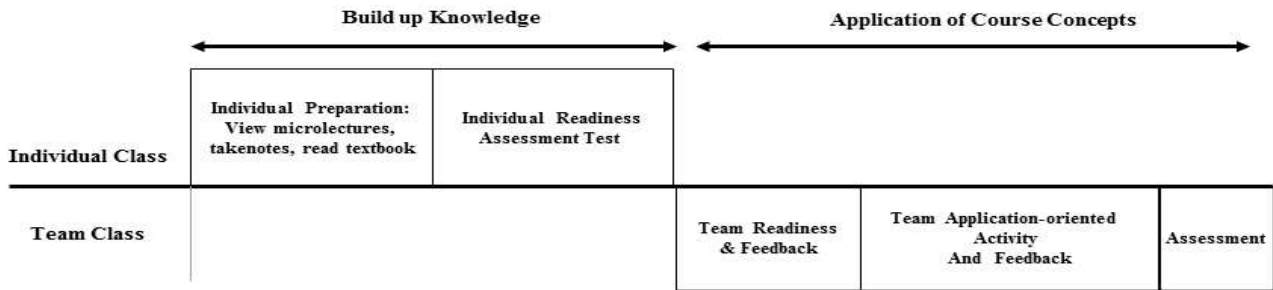 Build up Knowledge
Application of Course Concepts
Individual Class
Individual Preparation:
View microlectures,
takenotes, read textbook
Individual Readiness
Assessment Test
Team Class
Team Readiness
& Feedback
Team Application-oriented
Activity
And Feedback
Assessment